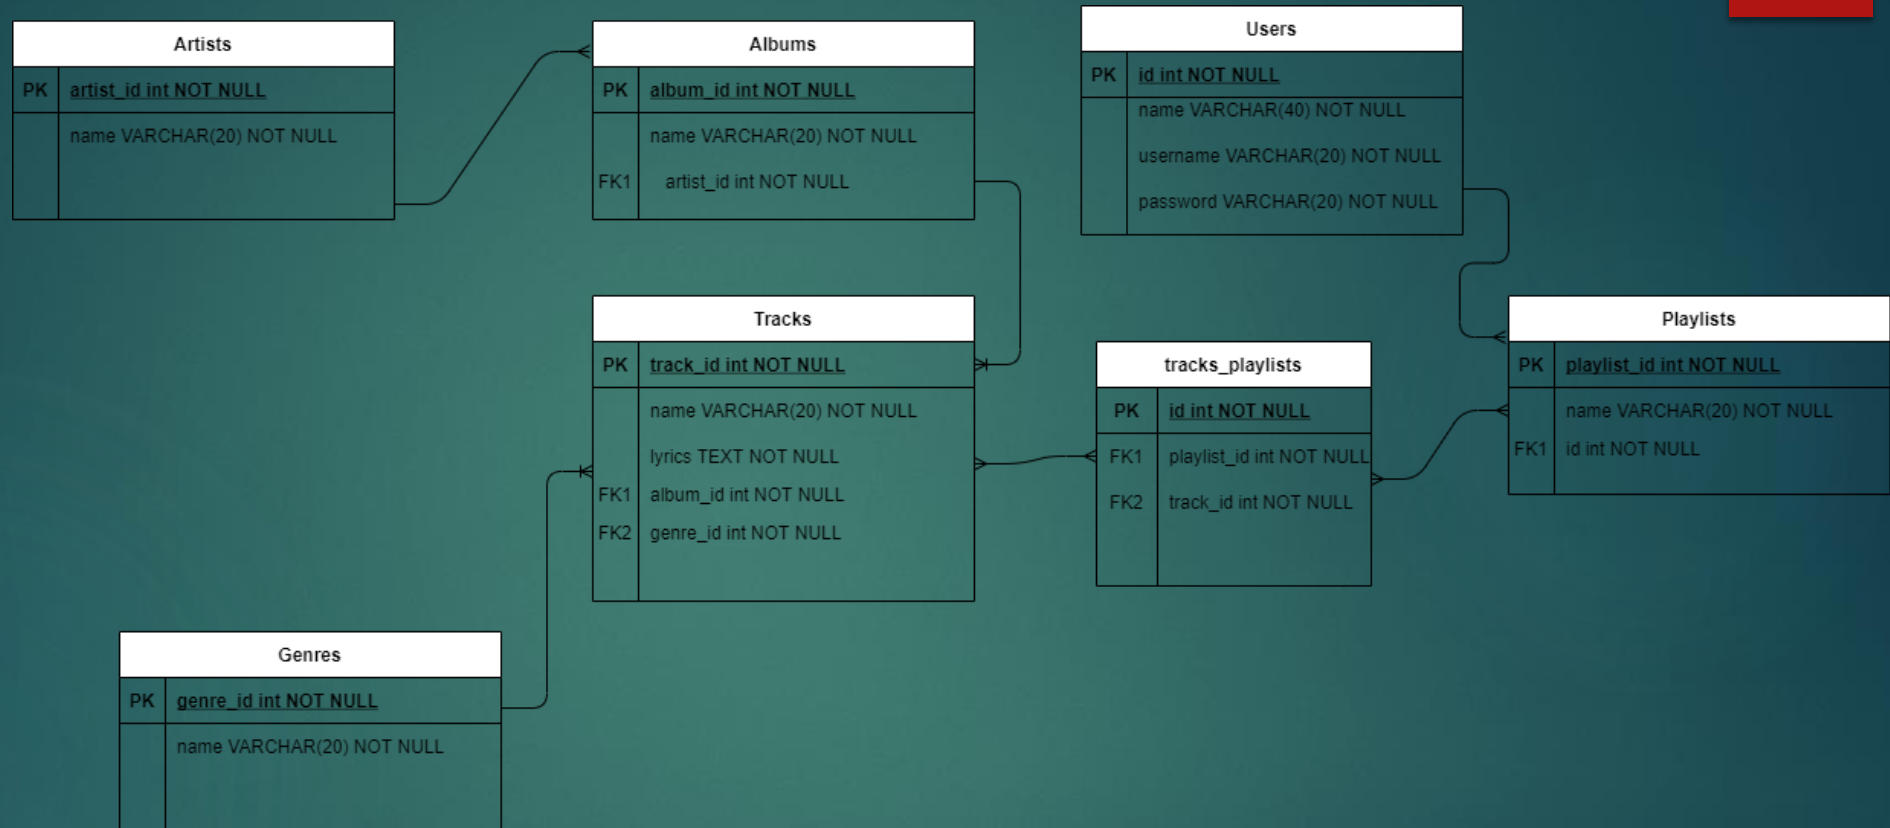 Artists
PK artist_id int NOT NULL
name VARCHAR(20) NOT NULL
Albums
PK album_id int NOT NULL
name VARCHAR(20) NOT NULL
FK1 artist_id int NOT NULL
Users
PK id int NOT NULL
name VARCHAR(40) NOT NULL
username VARCHAR(20) NOT NULL
password VARCHAR(20) NOT NULL
Tracks
PK track_id int NOT NULL
name VARCHAR(20) NOT NULL
lyrics TEXT NOT NULL
FK1 album_id int NOT NULL
FK2 genre_id int NOT NULL
tracks_playlists
PK id int NOT NULL
FK1 playlist_id int NOT NULL
FK2 track_id int NOT NULL
Playlists
PK playlist_id int NOT NULL
name VARCHAR(20) NOT NULL
FK1 id int NOT NULL
Genres
PK genre_id int NOT NULL
name VARCHAR(20) NOT NULL